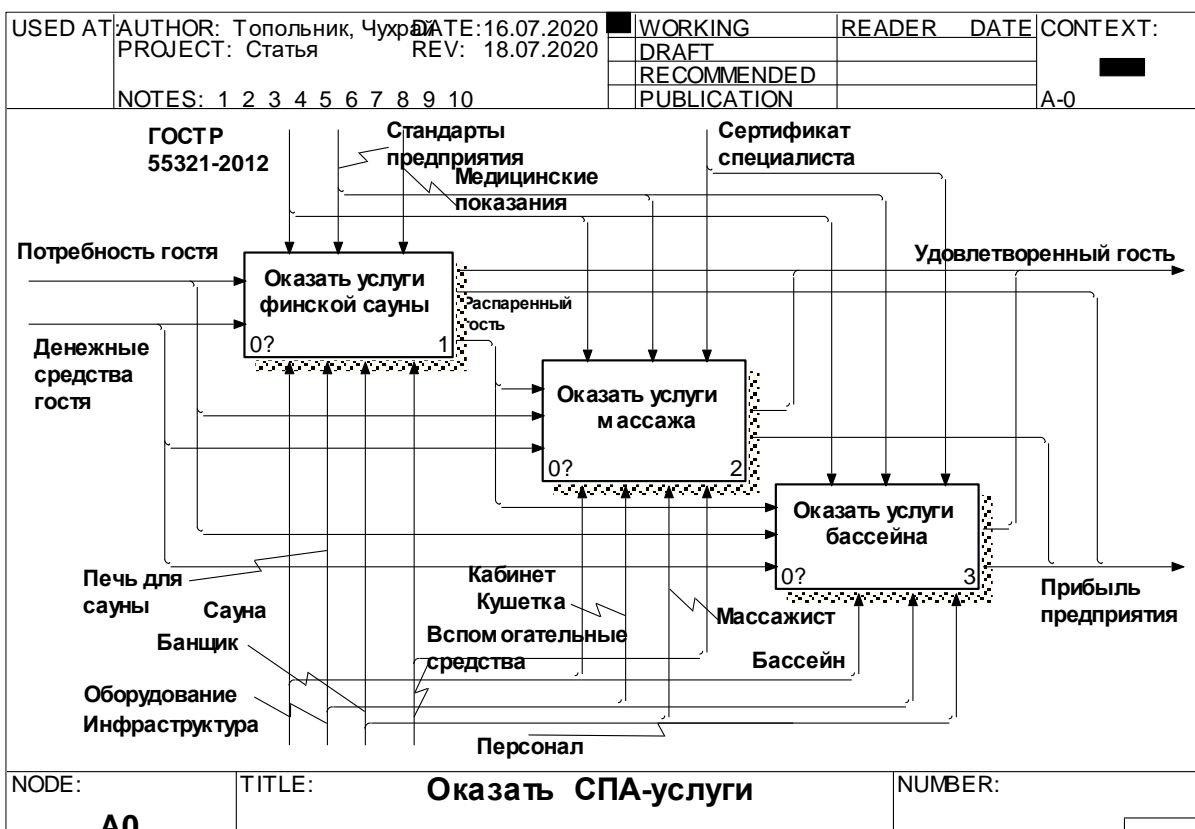 USED AT:
AUTHOR: Топольник, Чухрай
DATE: 16.07.2020
WORKING
READER DATE
CONTEXT:
PROJECT: Статья
REV: 18.07.2020
DRAFT
RECOMMENDED
NOTES: 1 2 3 4 5 6 7 8 9 10
PUBLICATION
A-0
ГОСТ Р
55321-2012
Стандарты
предприятия
Медицинские
показания
Сертификат
специалиста
Потребность гостя
Удовлетворенный гость
Оказать услуги
финской сауны
0? 1
Распаренный
гость
Денежные
средства
гостя
Оказать услуги
массажа
0? 2
Оказать услуги
бассейна
0? 3
Печь для
сауны
Сауна
Банщик
Кабинет
Кушетка
Массажист
Вспомогательные
средства
Бассейн
Прибыль
предприятия
Оборудование
Инфраструктура
Персонал
NODE:
TITLE:
Оказать СПА-услуги
NUMBER:
A0